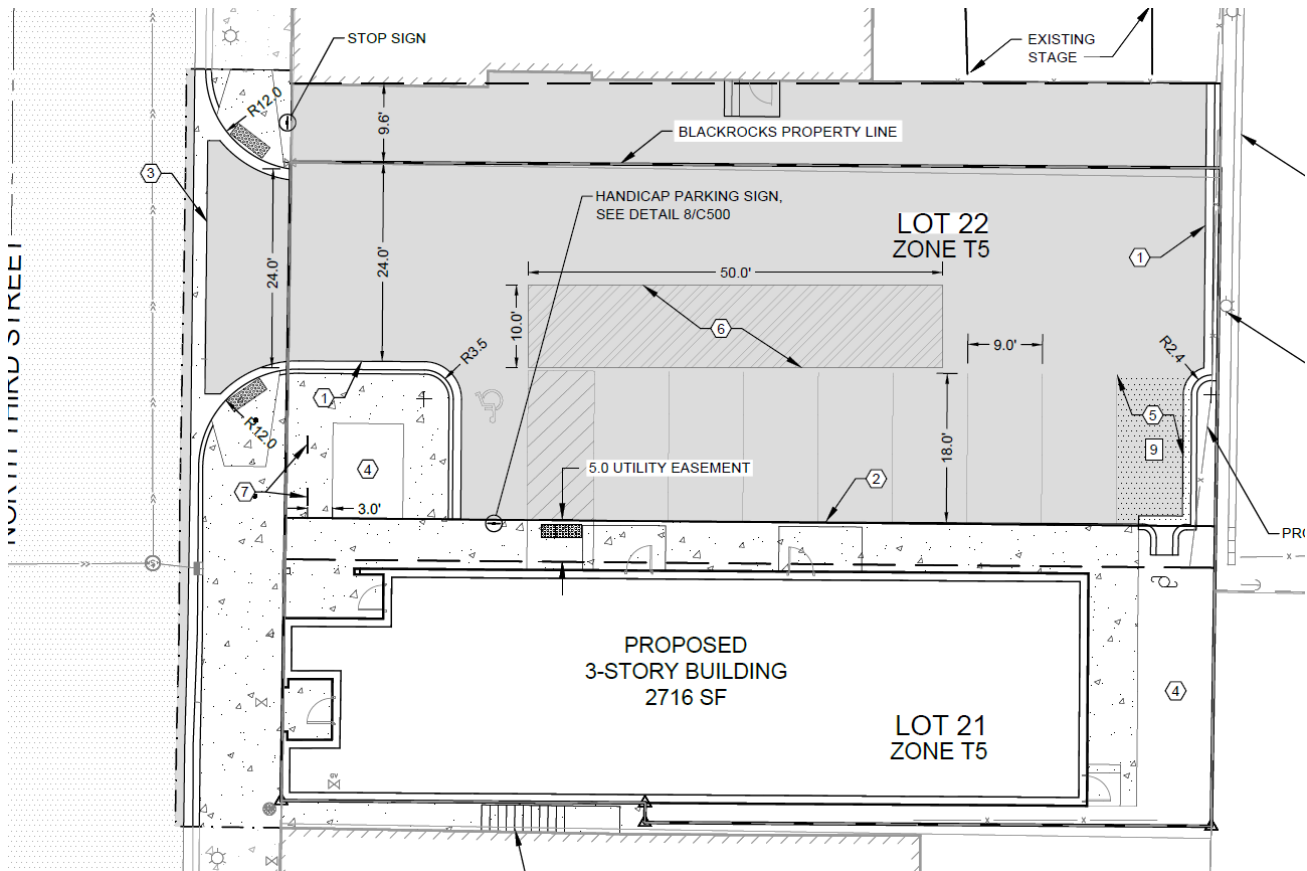 STOP SIGN
EXISTING
STAGE
R12.0
9.6'
BLACKROCKS PROPERTY LINE
3
HANDICAP PARKING SIGN,
SEE DETAIL 8/C500
LOT 22
ZONE T5
1
24.0'
24.0'
50.0'
10.0'
6
9.0'
R3.5
R2.4
NORTH THIRD STREET
1
R12.0
5
18.0'
9
4
5.0 UTILITY EASEMENT
2
7
3.0'
PRO
PROPOSED
3-STORY BUILDING
2716 SF
4
LOT 21
ZONE T5